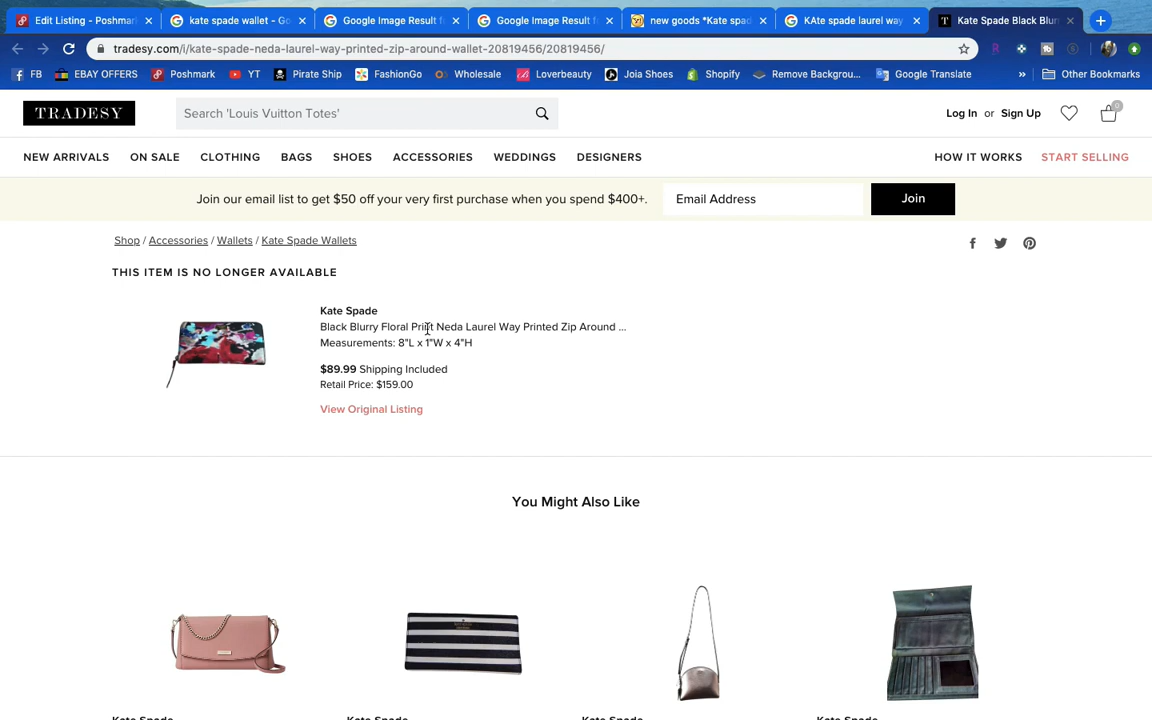 Edit Listing - Poshmar
kate spade wallet - Go
Google Image Result f
Google Image Result f
new goods *Kate spad
KAte spade laurel way
Kate Spade Black Blur
tradesy.com/i/kate-spade-neda-laurel-way-printed-zip-around-wallet-20819456/20819456/
FB
EBAY OFFERS
Poshmark
YT
Pirate Ship
FashionGo
Wholesale
Loverbeauty
Joia Shoes
Shopify
Remove Backgrou...
Google Translate
»
Other Bookmarks
TRADESY
Search 'Louis Vuitton Totes'
Log In or Sign Up
0
NEW ARRIVALS
ON SALE
CLOTHING
BAGS
SHOES
ACCESSORIES
WEDDINGS
DESIGNERS
HOW IT WORKS
START SELLING
Join our email list to get $50 off your very first purchase when you spend $400+.
Email Address
Join
Shop / Accessories / Wallets / Kate Spade Wallets
THIS ITEM IS NO LONGER AVAILABLE
Kate Spade
Black Blurry Floral Print Neda Laurel Way Printed Zip Around ...
Measurements: 8"L x 1"W x 4"H
$89.99 Shipping Included
Retail Price: $159.00
View Original Listing
You Might Also Like
Kate Spade
Kate Spade
Kate Spade
Kate Spade